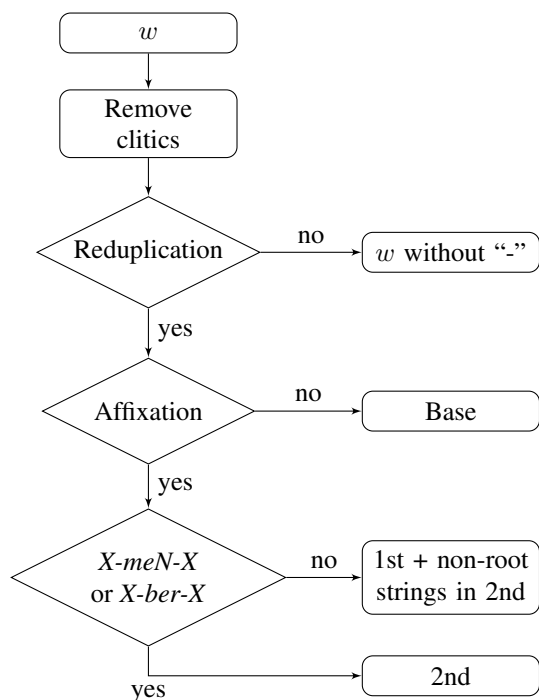 w
Remove
clitics
Reduplication
no
w without “-”
yes
Affixation
no
Base
yes
X-meN-X
or X-ber-X
no
1st + non-root
strings in 2nd
yes
2nd